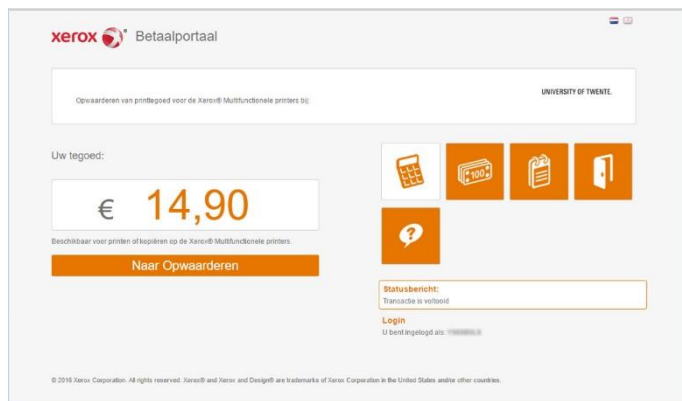 xerox Betaalportaal
Opwaarderen van printtegoed voor de Xerox® Multifunctionele printers bij:
UNIVERSITY OF TWENTE.
Uw tegoed:
€ 14,90
Beschikbaar voor printen of kopiëren op de Xerox® Multifunctionele printers.
Naar Opwaarderen
100
?
Statusbericht:
Transactie is voltooid
Login
U bent ingelogd als:
© 2016 Xerox Corporation. All rights reserved. Xerox® and Xerox and Design® are trademarks of Xerox Corporation in the United States and/or other countries.